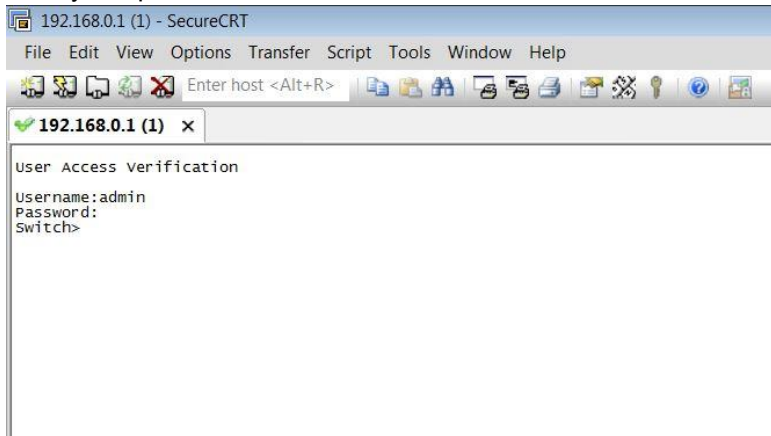 192.168.0.1 (1) - SecureCRT
File Edit View Options Transfer Script Tools Window Help
Enter host <Alt+R>
192.168.0.1 (1) x
User Access Verification
Username:admin
Password:
Switch>